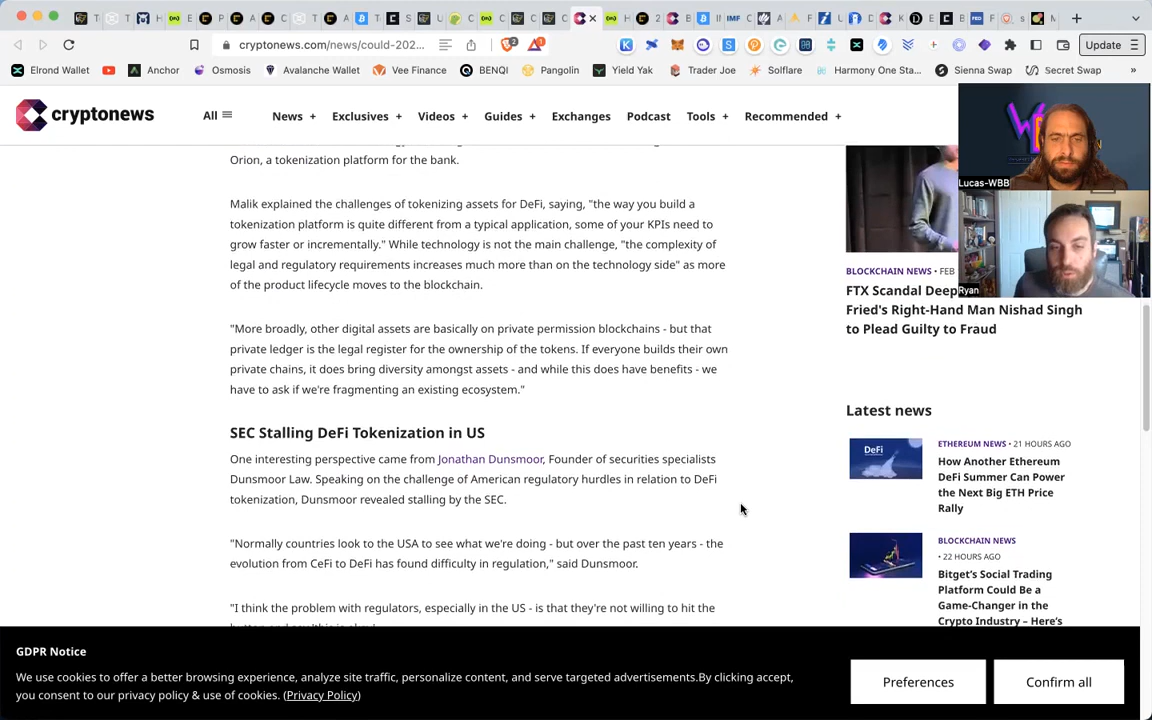 cryptonews.com/news/could-202...
2
1
Update
Elrond Wallet
Anchor
Osmosis
Avalanche Wallet
Vee Finance
BENQI
Pangolin
Yield Yak
Trader Joe
Solflare
Harmony One Sta...
Sienna Swap
Secret Swap
»
cryptonews
All
News +
Exclusives +
Videos +
Guides +
Exchanges
Podcast
Tools +
Recommended +
Lucas-WBB
Ryan
Orion, a tokenization platform for the bank.
Malik explained the challenges of tokenizing assets for DeFi, saying, "the way you build a
tokenization platform is quite different from a typical application, some of your KPIs need to
grow faster or incrementally." While technology is not the main challenge, "the complexity of
legal and regulatory requirements increases much more than on the technology side" as more
of the product lifecycle moves to the blockchain.
"More broadly, other digital assets are basically on private permission blockchains - but that
private ledger is the legal register for the ownership of the tokens. If everyone builds their own
private chains, it does bring diversity amongst assets - and while this does have benefits - we
have to ask if we're fragmenting an existing ecosystem."
SEC Stalling DeFi Tokenization in US
One interesting perspective came from Jonathan Dunsmoor, Founder of securities specialists
Dunsmoor Law. Speaking on the challenge of American regulatory hurdles in relation to DeFi
tokenization, Dunsmoor revealed stalling by the SEC.
"Normally countries look to the USA to see what we're doing - but over the past ten years - the
evolution from CeFi to DeFi has found difficulty in regulation," said Dunsmoor.
"I think the problem with regulators, especially in the US - is that they're not willing to hit the
BLOCKCHAIN NEWS • FEB
FTX Scandal Deep
Fried's Right-Hand Man Nishad Singh
to Plead Guilty to Fraud
Latest news
DeFi
ETHEREUM NEWS • 21 HOURS AGO
How Another Ethereum
DeFi Summer Can Power
the Next Big ETH Price
Rally
BLOCKCHAIN NEWS
• 22 HOURS AGO
Bitget's Social Trading
Platform Could Be a
Game-Changer in the
Crypto Industry – Here's
GDPR Notice
We use cookies to offer a better browsing experience, analyze site traffic, personalize content, and serve targeted advertisements.By clicking accept,
you consent to our privacy policy & use of cookies. (Privacy Policy)
Preferences
Confirm all